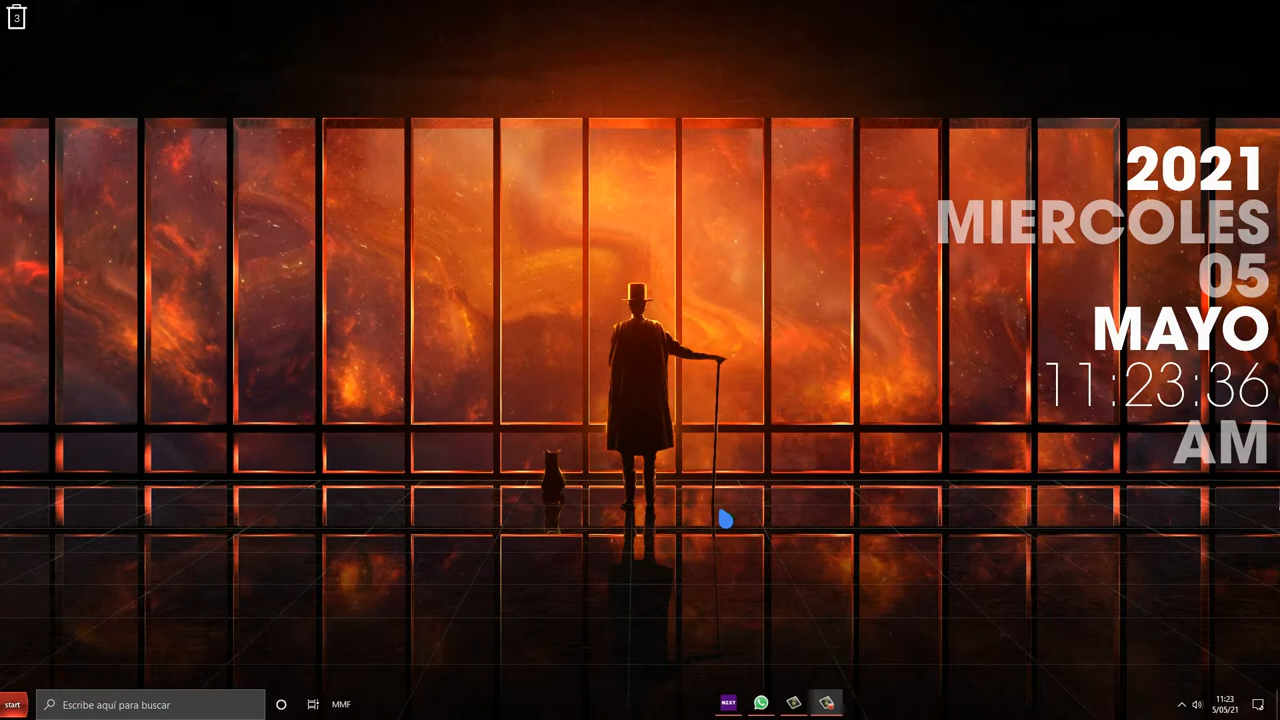 3
2021
MIERCOLES
05
MAYO
11:23:36
AM
start
Escribe aquí para buscar
MMF
NZXT
11:23
5/05/21